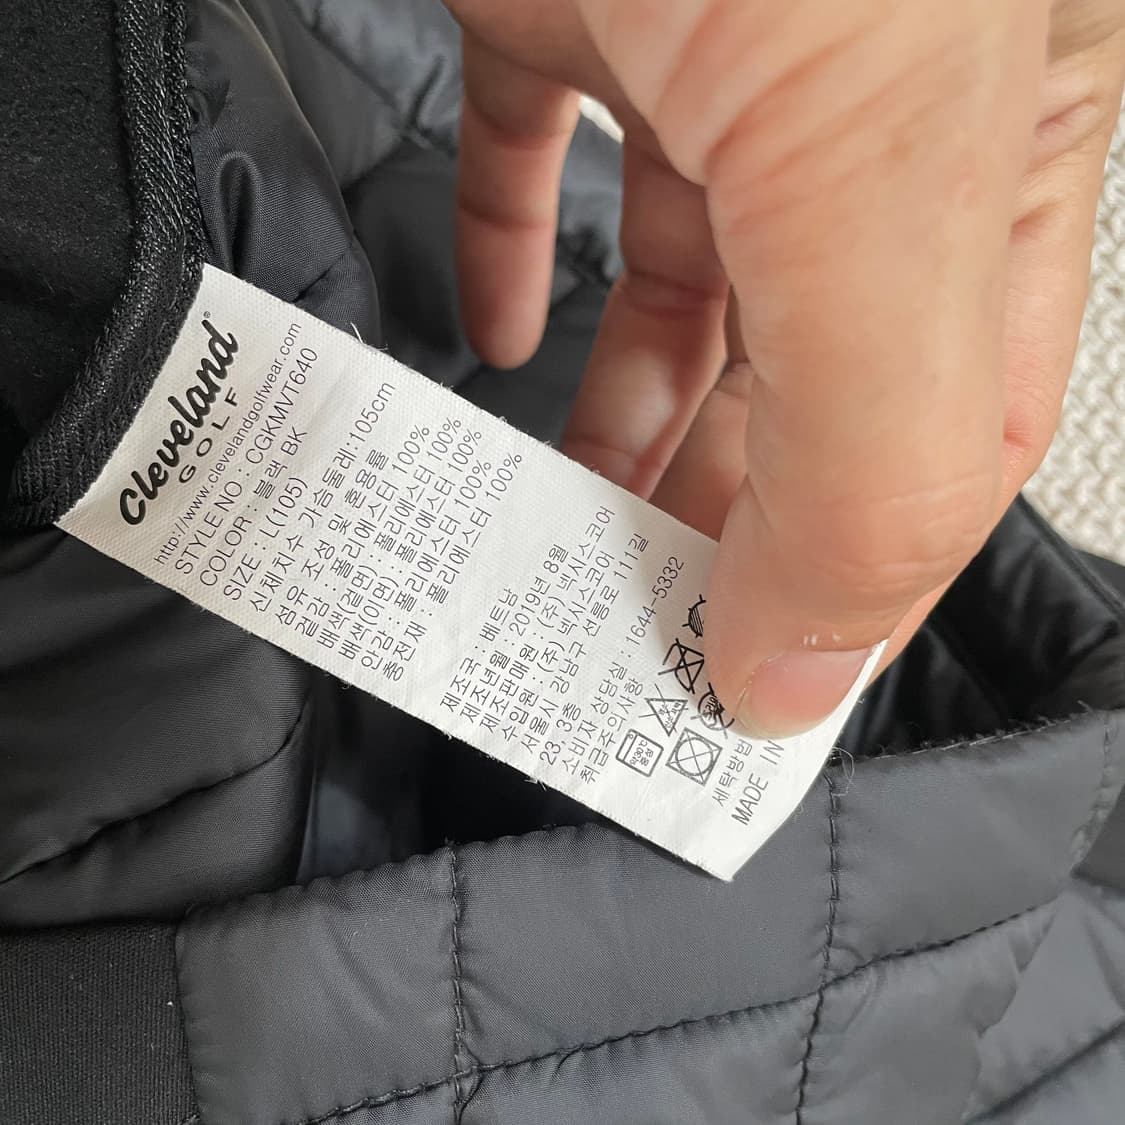 Cleveland®
GOLF
http://www.clevelandgolfwear.com
STYLE NO : CGKMVT640
COLOR : 블랙 BK
SIZE : L(105)
신체치수 가슴둘레:105cm
섬유의 조성 및 혼용율
겉감 : 폴리에스터 100%
배색(겉면) : 폴리에스터 100%
배색(이면) : 폴리에스터 100%
안감 : 폴리에스터 100%
충전재 : 폴리에스터 100%
제조국 : 베트남
제조년월 : 2019년 8월
제조판매원 : (주) 넥시스코어
수입원 : (주) 넥시스코어
서울시 강남구 선릉로 111길
23, 3층
소비자 상담실 : 1644-5332
취급주의사항
약30℃
중성
세탁방법
MADE IN